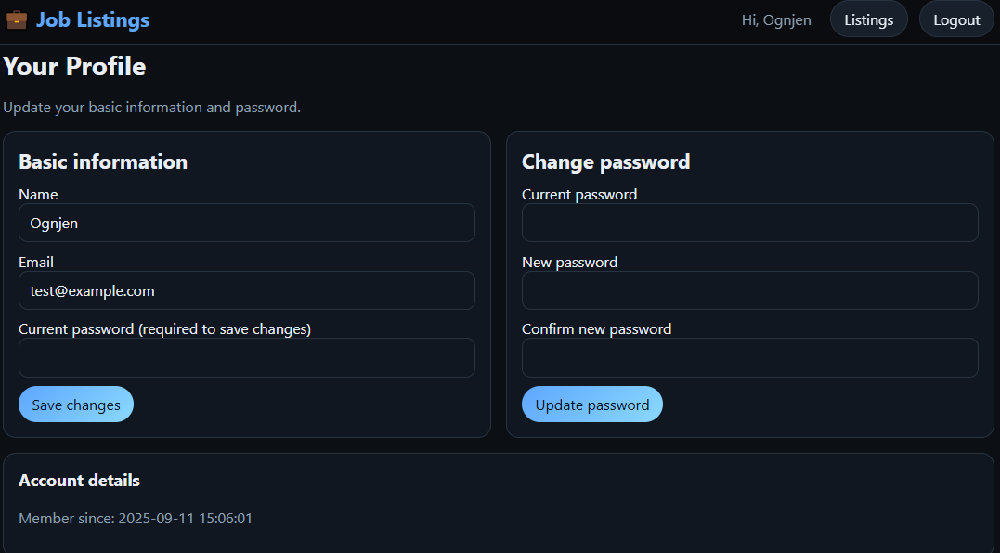 Job Listings
Hi, Ognjen
Listings
Logout
Your Profile
Update your basic information and password.
Basic information
Name
Ognjen
Email
test@example.com
Current password (required to save changes)
Save changes
Change password
Current password
New password
Confirm new password
Update password
Account details
Member since: 2025-09-11 15:06:01